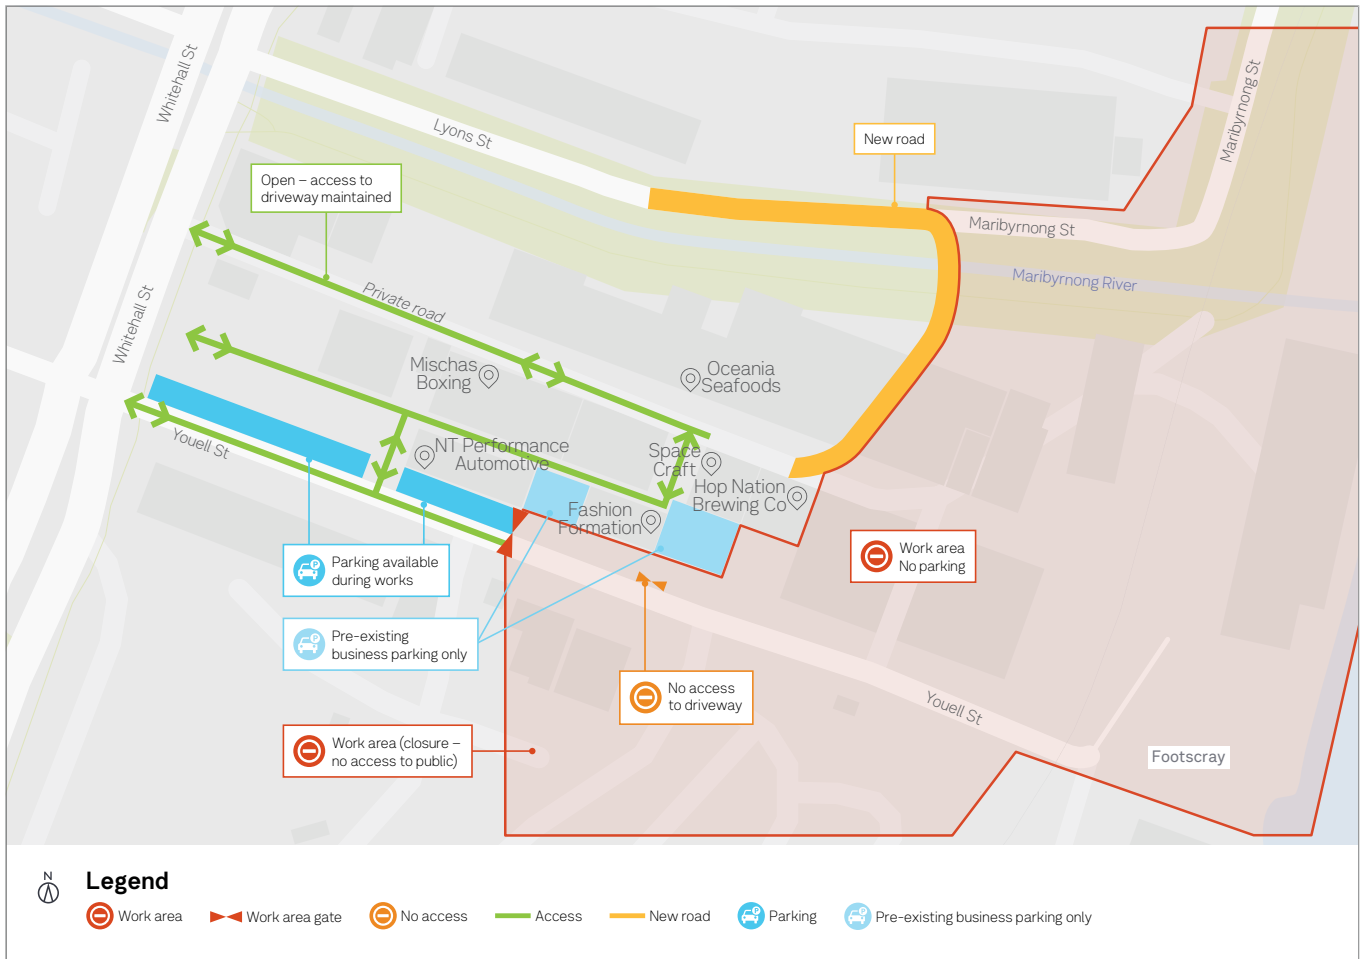 Whitehall St
Lyons St
Maribyrnong St
New road
Open – access to
driveway maintained
Maribyrnong St
Maribyrnong River
Whitehall St
Private road
Mischas
Boxing
Oceania
Seafoods
Youell St
NT Performance
Automotive
Space
Craft
Hop Nation
Brewing Co
Fashion
Formation
Parking available
during works
Work area
No parking
Pre-existing
business parking only
No access
to driveway
Youell St
Work area (closure –
no access to public)
Footscray
N
Legend
Work area
Work area gate
No access
Access
New road
P
Parking
P
Pre-existing business parking only